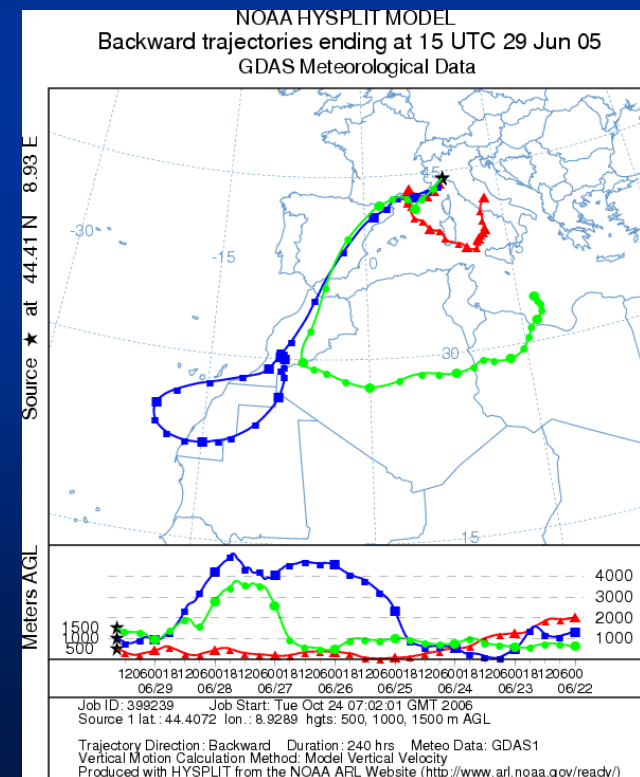 NOAA HYSPLIT MODEL
Backward trajectories ending at 15 UTC 29 Jun 05
GDAS Meteorological Data
Source ★ at 44.41 N 8.93 E
45
-30
-15
0
30
15
Meters AGL
1500
1000
500
4000
3000
2000
1000
12060018112060018112060018112060018112060018112060018112060018112060
06/29 06/28 06/27 06/26 06/25 06/24 06/23 06/22
Job ID: 399239 Job Start: Tue Oct 24 07:02:01 GMT 2006
Source 1 lat.: 44.4072 lon.: 8.9289 hgts: 500, 1000, 1500 m AGL
Trajectory Direction: Backward Duration: 240 hrs Meteo Data: GDAS1
Vertical Motion Calculation Method: Model Vertical Velocity
Produced with HYSPLIT from the NOAA ARL Website (http://www.arl.noaa.gov/ready/)